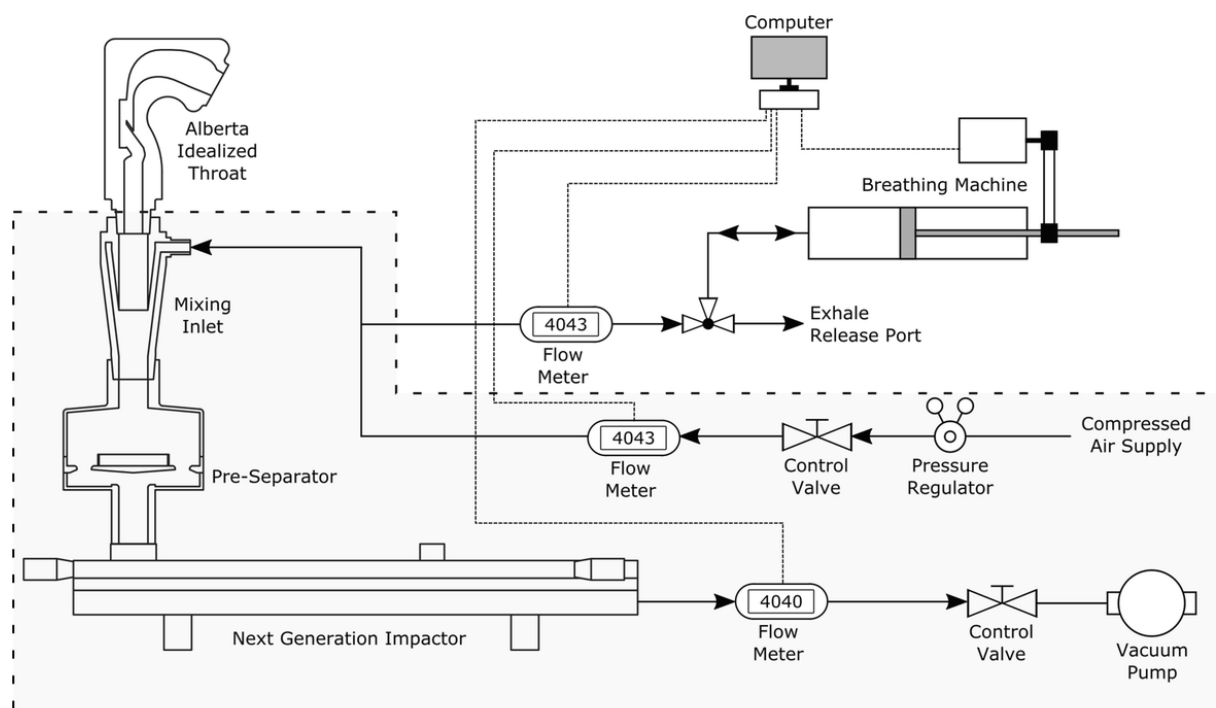 Computer
Alberta
Idealized
Throat
Breathing Machine
Mixing
Inlet
4043
Flow
Meter
Exhale
Release Port
4043
Flow
Meter
Control
Valve
Pressure
Regulator
Compressed
Air Supply
Pre-Separator
4040
Flow
Meter
Control
Valve
Vacuum
Pump
Next Generation Impactor